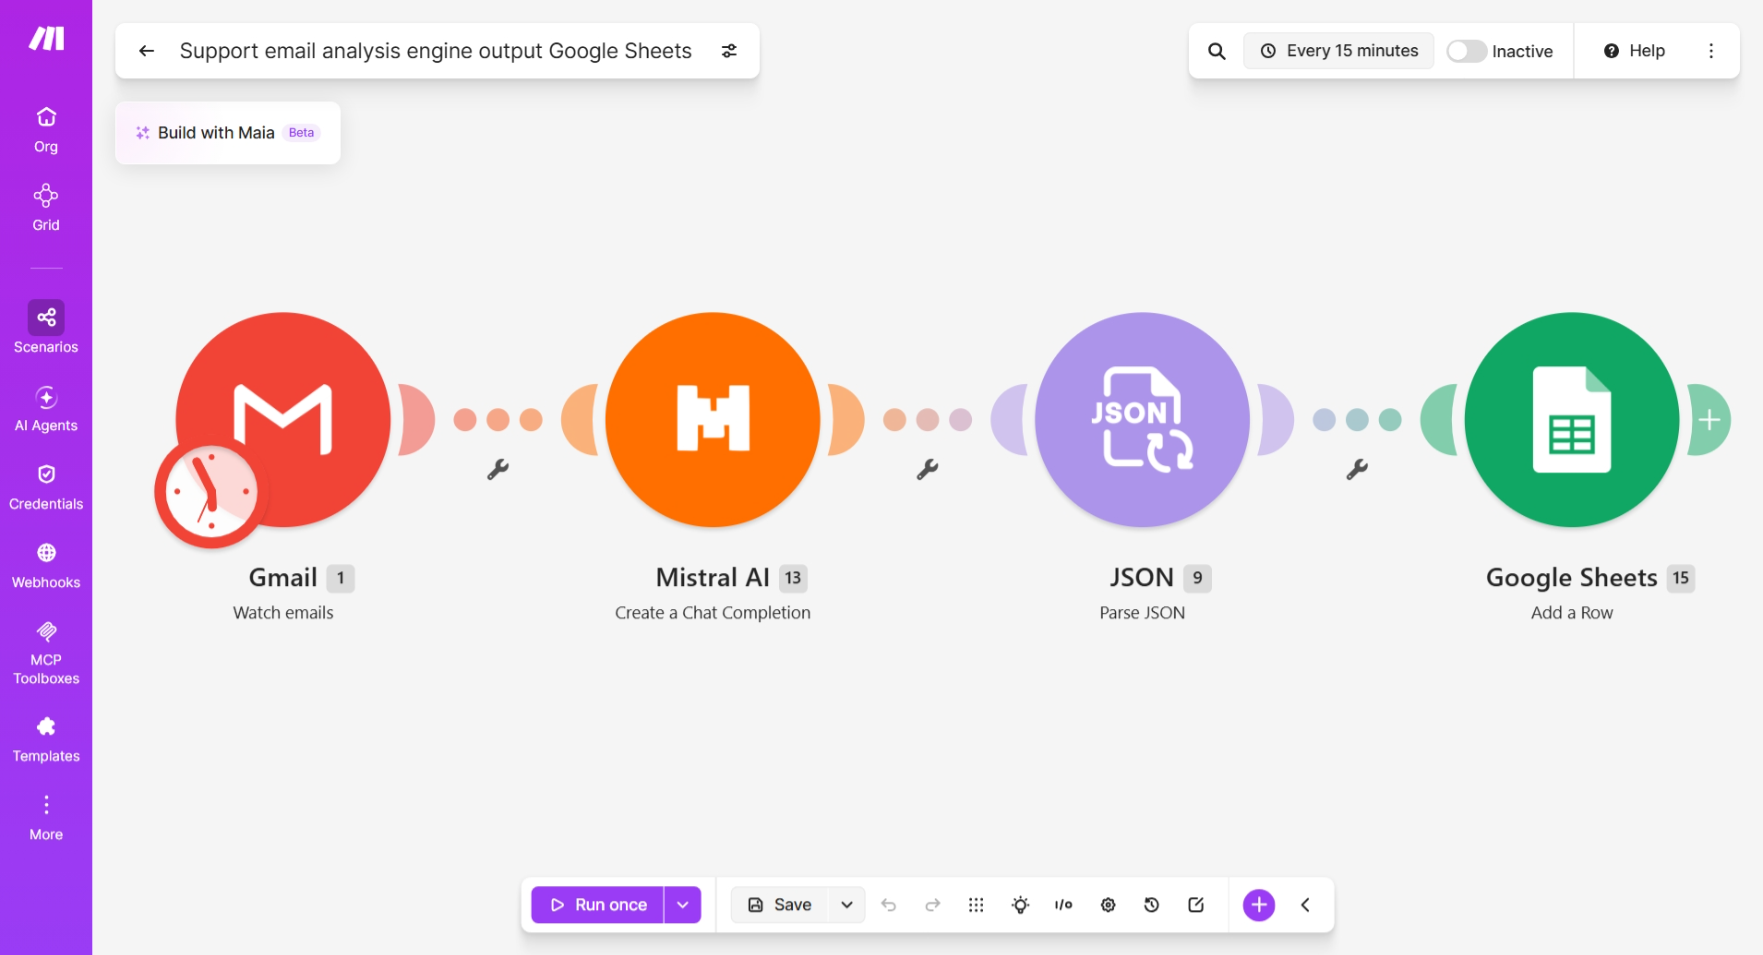 Support email analysis engine output Google Sheets
Every 15 minutes
Inactive
Help
Build with Maia Beta
Org
Grid
Scenarios
AI Agents
Credentials
Webhooks
MCP
Toolboxes
Templates
More
JSON
Gmail 1
Watch emails
Mistral AI 13
Create a Chat Completion
JSON 9
Parse JSON
Google Sheets 15
Add a Row
Run once
Save
I/O